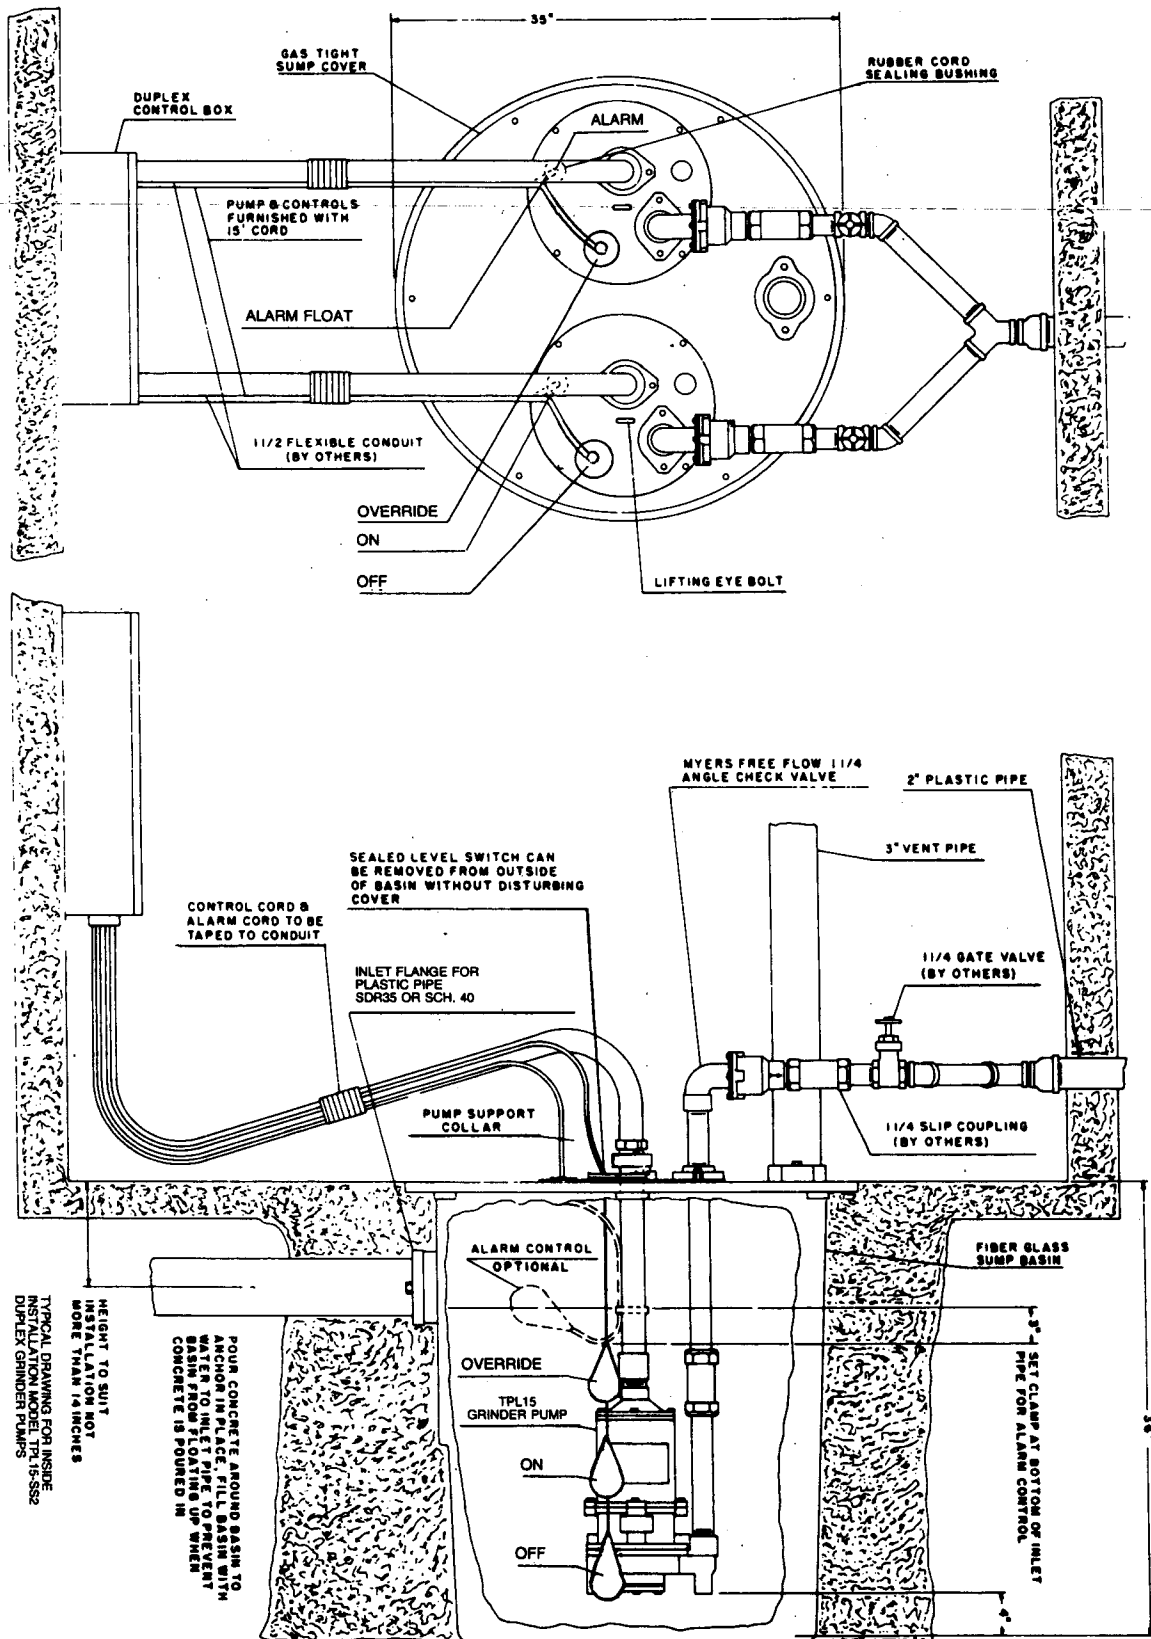 35"
GAS TIGHT
SUMP COVER
RUBBER CORD
SEALING BUSHING
DUPLEX
CONTROL BOX
ALARM
PUMP & CONTROLS
FURNISHED WITH
15' CORD
ALARM FLOAT
1 1/2 FLEXIBLE CONDUIT
(BY OTHERS)
OVERRIDE
ON
OFF
LIFTING EYE BOLT
MYERS FREE FLOW 1 1/4
ANGLE CHECK VALVE
2" PLASTIC PIPE
3" VENT PIPE
SEALED LEVEL SWITCH CAN
BE REMOVED FROM OUTSIDE
OF BASIN WITHOUT DISTURBING
COVER
CONTROL CORD &
ALARM CORD TO BE
TAPED TO CONDUIT
INLET FLANGE FOR
PLASTIC PIPE
SDR35 OR SCH. 40
1 1/4 GATE VALVE
(BY OTHERS)
PUMP SUPPORT
COLLAR
1 1/4 SLIP COUPLING
(BY OTHERS)
ALARM CONTROL
OPTIONAL
FIBER GLASS
SUMP BASIN
OVERRIDE
TPL15
GRINDER PUMP
ON
OFF
3"
SET CLAMP AT BOTTOM OF INLET
PIPE FOR ALARM CONTROL
4"
HEIGHT TO SUIT
INSTALLATION NOT
MORE THAN 14 INCHES
POUR CONCRETE AROUND BASIN TO
ANCHOR IN PLACE, FILL BASIN WITH
WATER TO INLET PIPE TO PREVENT
BASIN FROM FLOATING UP WHEN
CONCRETE IS POURED IN
TYPICAL DRAWING FOR INSIDE
INSTALLATION MODEL TPL15-SS2
DUPLEX GRINDER PUMPS